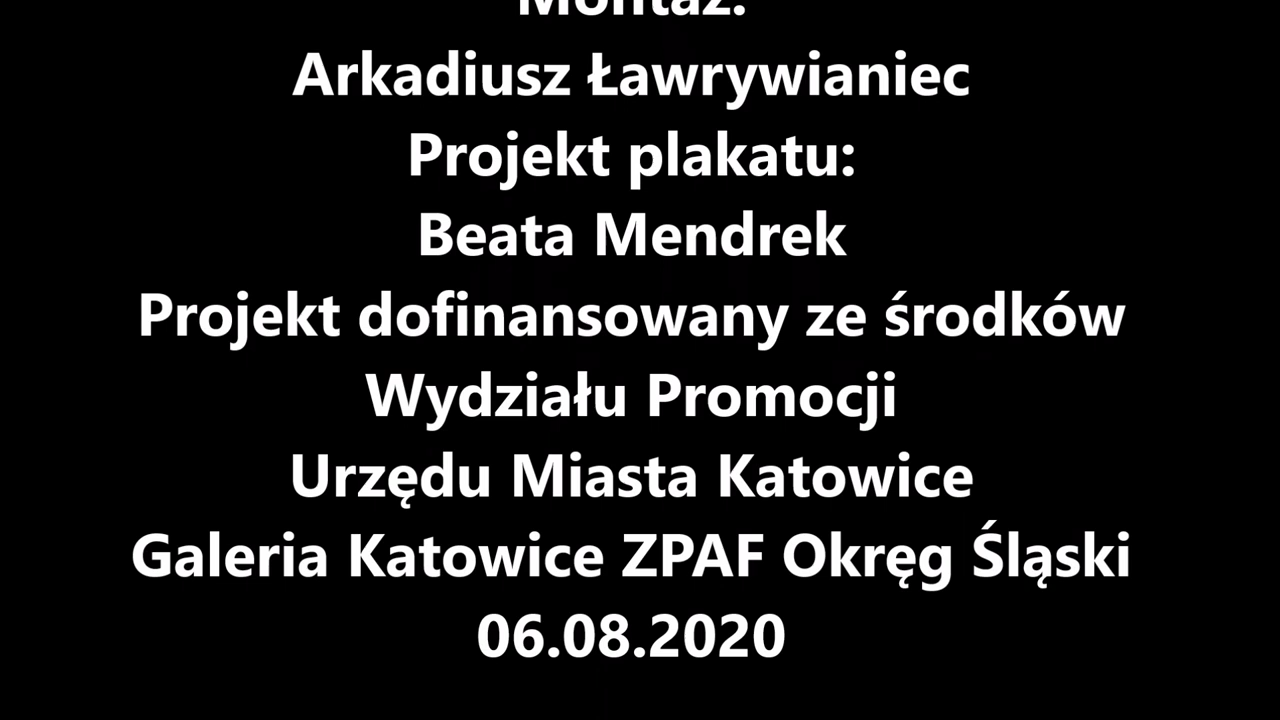 Montaż:
Arkadiusz Ławrywianiec
Projekt plakatu:
Beata Mendrek
Projekt dofinansowany ze środków
Wydziału Promocji
Urzędu Miasta Katowice
Galeria Katowice ZPAF Okręg Śląski
06.08.2020